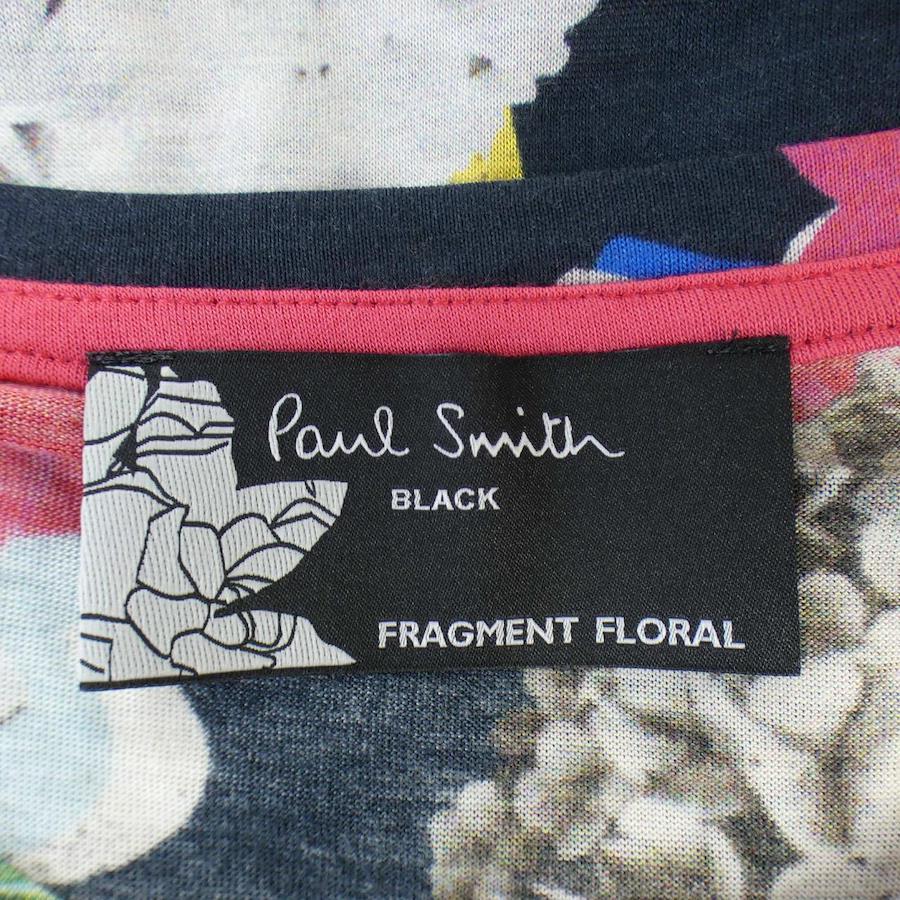 Paul Smith
BLACK
FRAGMENT FLORAL